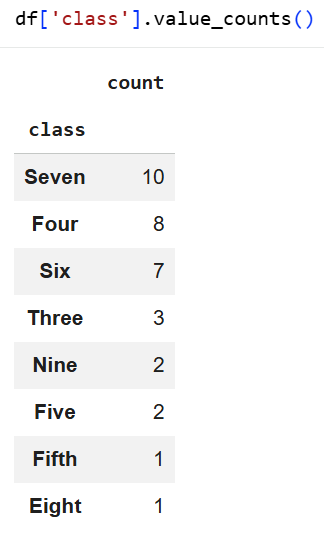 df['class'].value_counts()
count
class
Seven 10
Four 8
Six 7
Three 3
Nine 2
Five 2
Fifth 1
Eight 1